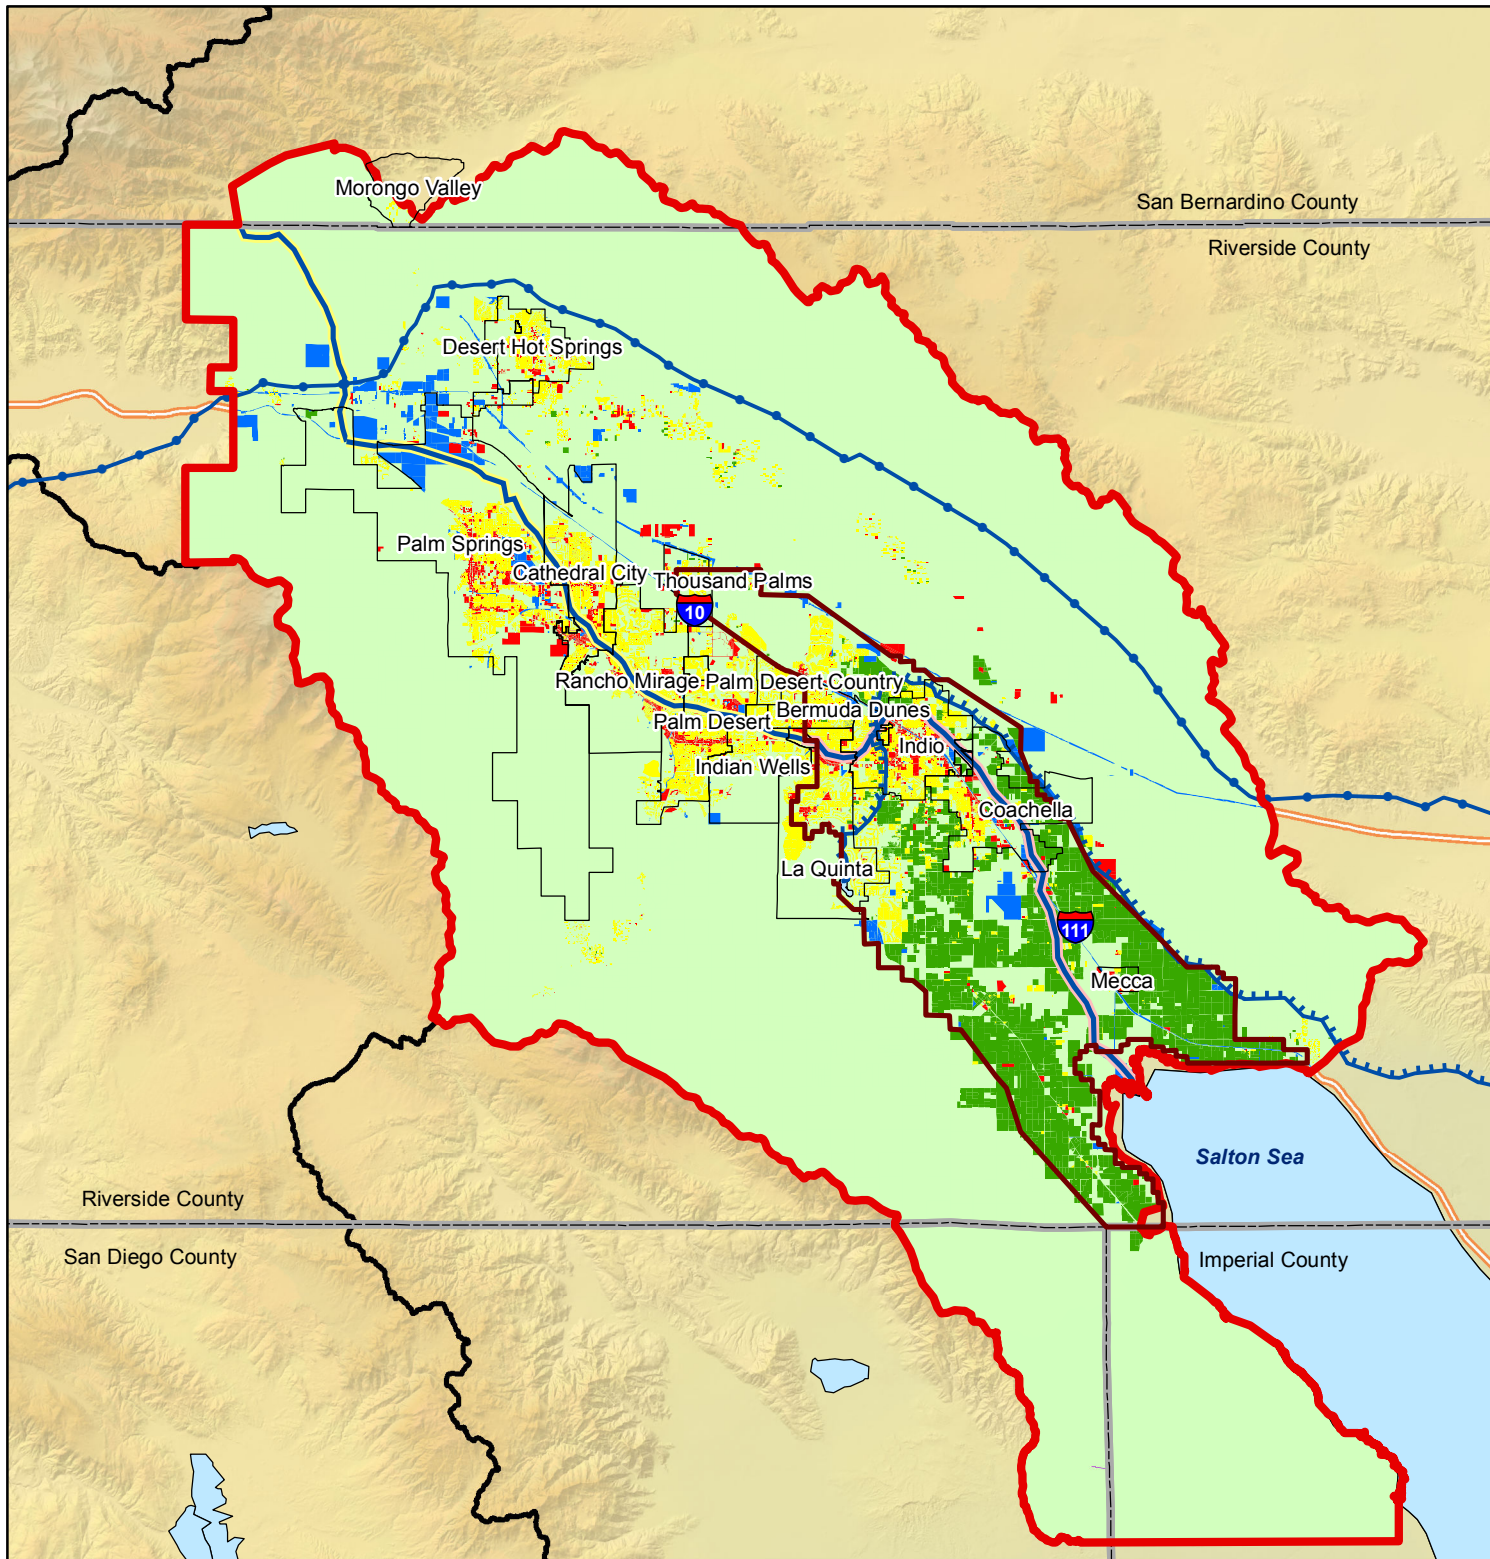 Morongo Valley
San Bernardino County
Riverside County
Desert Hot Springs
Palm Springs
Cathedral City
Thousand Palms
10
Rancho Mirage
Palm Desert Country
Bermuda Dunes
Palm Desert
Indio
Indian Wells
Coachella
La Quinta
111
Mecca
Salton Sea
Riverside County
San Diego County
Imperial County